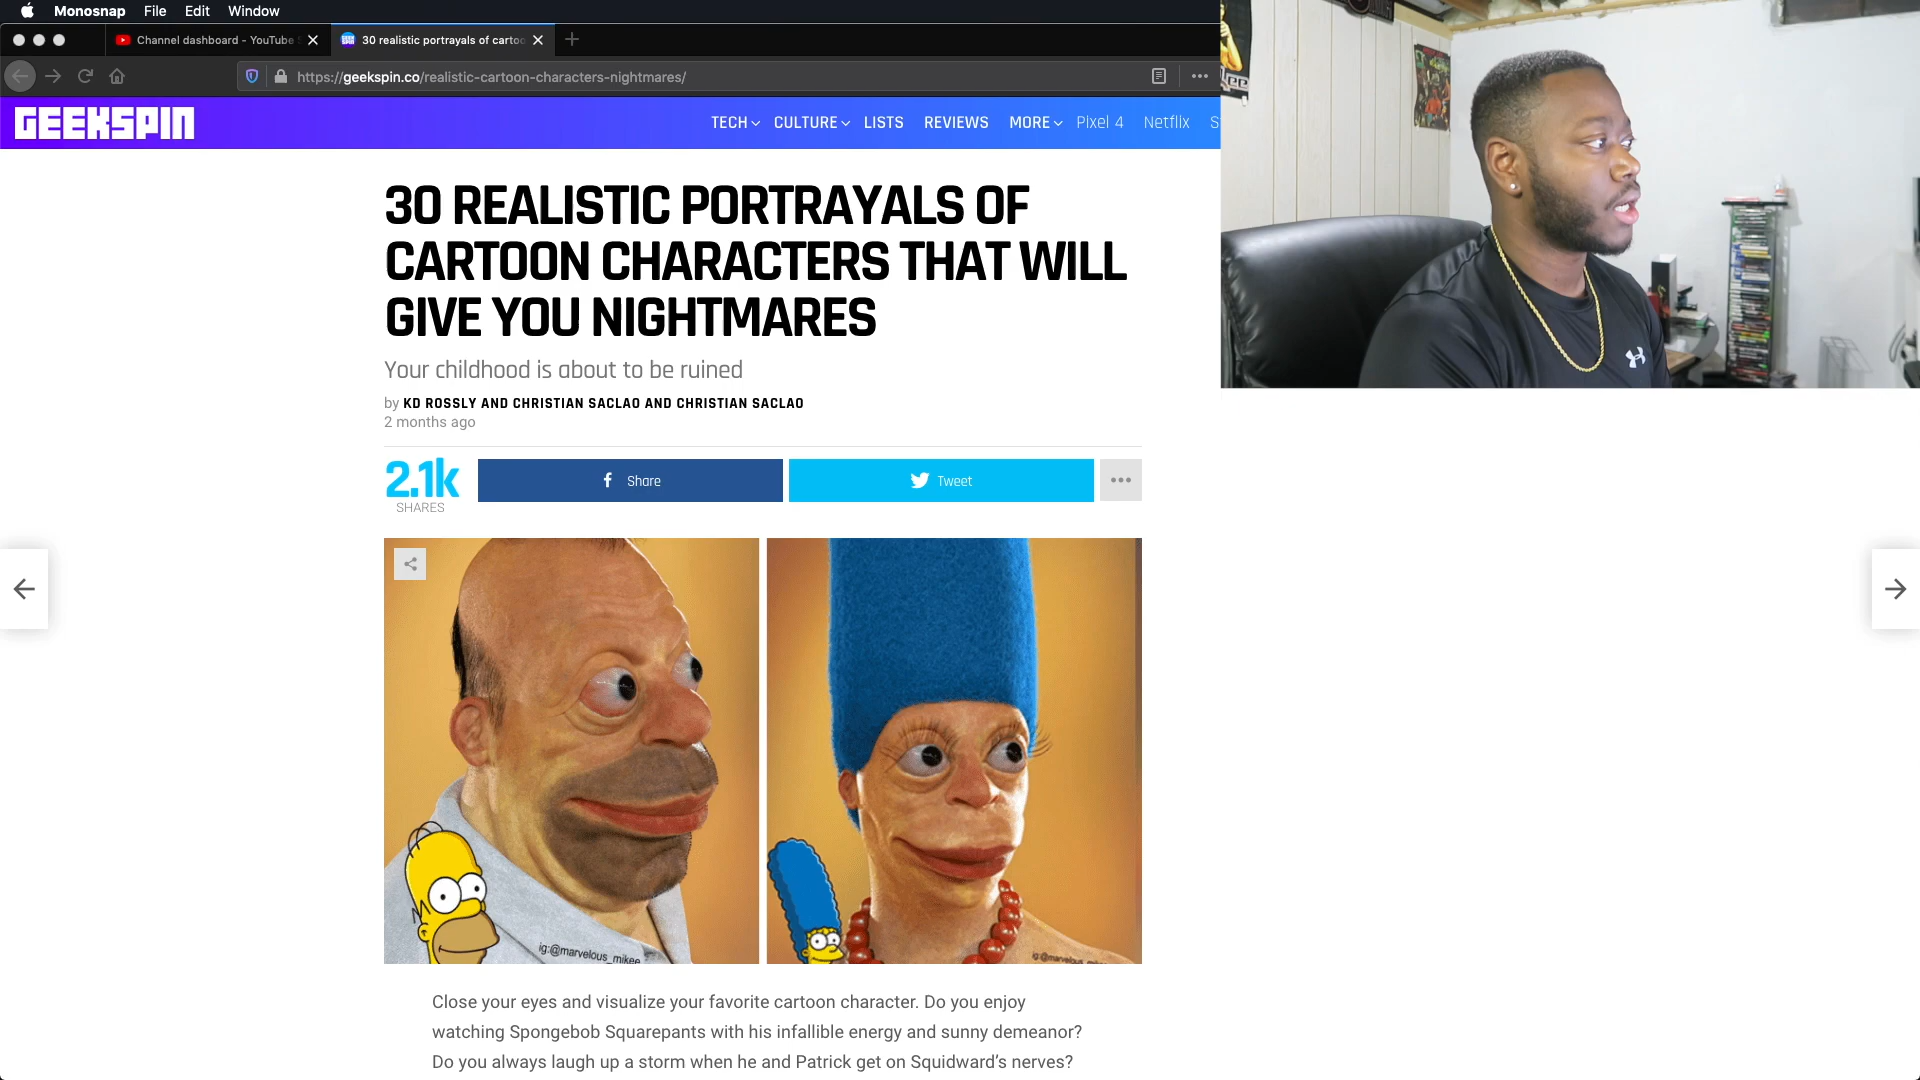 Monosnap File Edit Window
Channel dashboard - YouTube
30 realistic portrayals of carto
https://geekspin.co/realistic-cartoon-characters-nightmares/
GEEKSPIN
TECH CULTURE LISTS REVIEWS MORE Pixel 4 Netflix S
30 REALISTIC PORTRAYALS OF
CARTOON CHARACTERS THAT WILL
GIVE YOU NIGHTMARES
Your childhood is about to be ruined
by KD ROSSLY AND CHRISTIAN SACLAO AND CHRISTIAN SACLAO
2 months ago
2.1k
SHARES
Share
Tweet
ig:@marvelous_mikee
Close your eyes and visualize your favorite cartoon character. Do you enjoy
watching Spongebob Squarepants with his infallible energy and sunny demeanor?
Do you always laugh up a storm when he and Patrick get on Squidward's nerves?